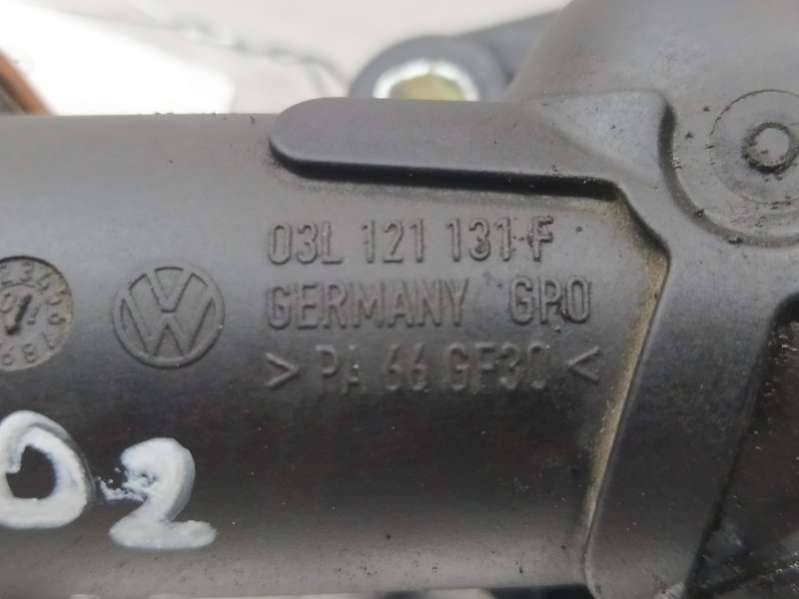 03L 121 131 F
GERMANY GPO
> PA 66 GF30 <
02